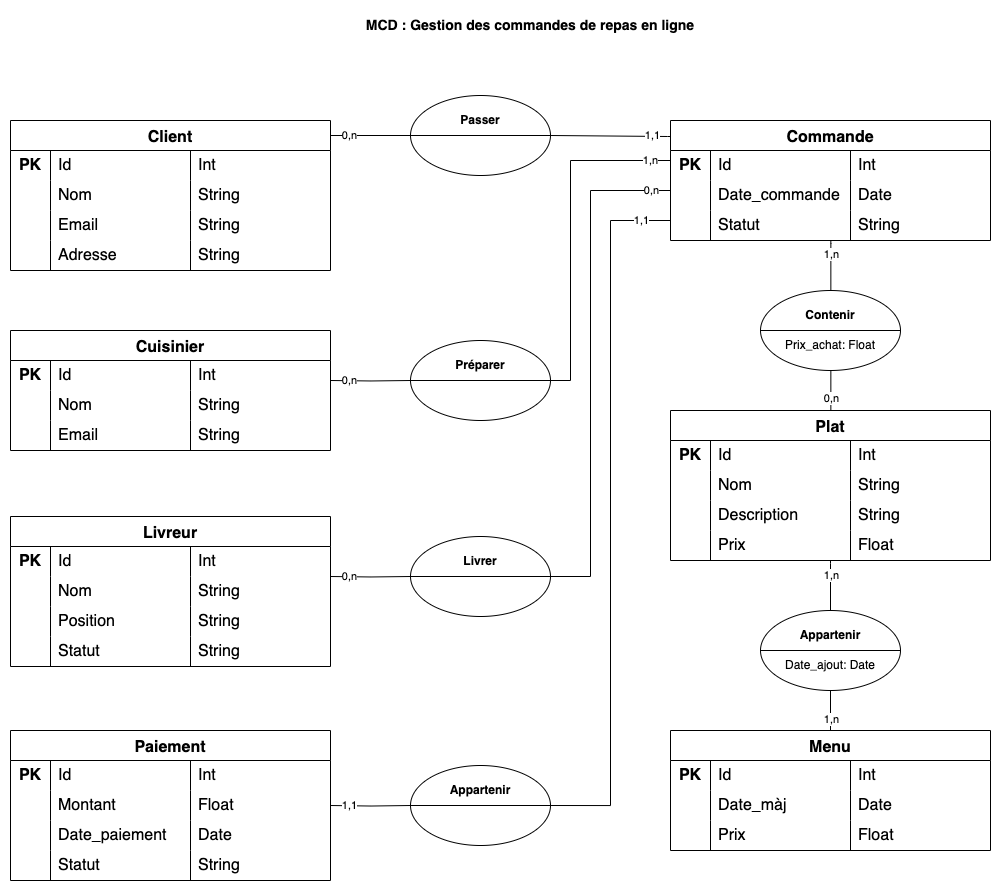 MCD : Gestion des commandes de repas en ligne
Client
PK Id Int
Nom String
Email String
Adresse String
0,n
Passer
1,1
Commande
PK Id Int
Date_commande Date
Statut String
1,n
0,n
1,1
1,n
Contenir
Prix_achat: Float
0,n
Cuisinier
PK Id Int
Nom String
Email String
0,n
Préparer
Plat
PK Id Int
Nom String
Description String
Prix Float
1,n
Livreur
PK Id Int
Nom String
Position String
Statut String
0,n
Livrer
Appartenir
Date_ajout: Date
1,n
Paiement
PK Id Int
Montant Float
Date_paiement Date
Statut String
1,1
Appartenir
Menu
PK Id Int
Date_màj Date
Prix Float